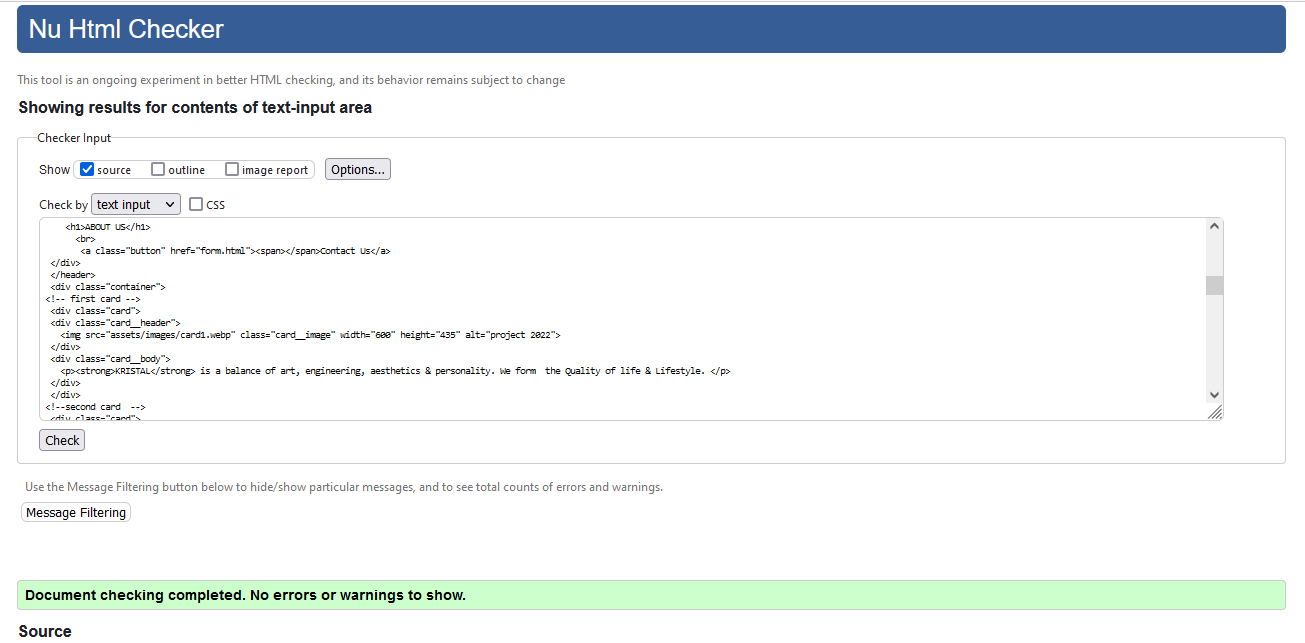 Nu Html Checker
This tool is an ongoing experiment in better HTML checking, and its behavior remains subject to change
Showing results for contents of text-input area
Checker Input
Show source outline image report Options...
Check by text input CSS
<h1>ABOUT US</h1>
<br>
<a class="button" href="form.html"><span></span>Contact Us</a>
</div>
</header>
<div class="container">
<!-- first card -->
<div class="card">
<div class="card__header">
<img src="assets/images/card1.webp" class="card__image" width="600" height="435" alt="project 2022">
</div>
<div class="card__body">
<p><strong>KRISTAL</strong> is a balance of art, engineering, aesthetics & personality. We form  the Quality of life & Lifestyle. </p>
</div>
</div>
<!--second card  -->
<div class="card">
Check
Use the Message Filtering button below to hide/show particular messages, and to see total counts of errors and warnings.
Message Filtering
Document checking completed. No errors or warnings to show.
Source